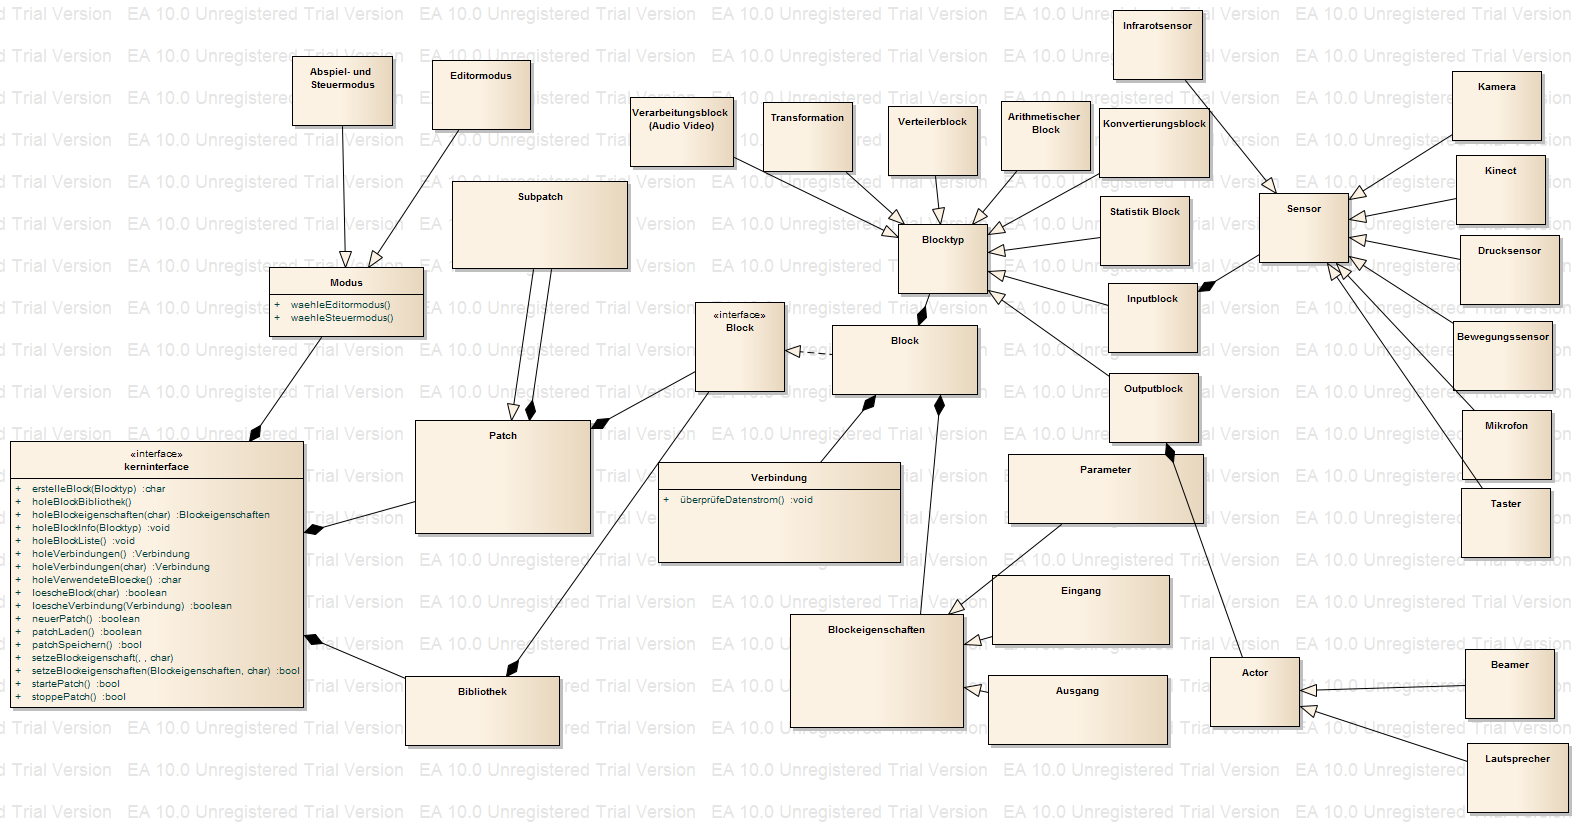 EA 10.0 Unregistered Trial Version
Infrarotsensor
Abspiel- und
Steuermodus
Editormodus
Kamera
Verarbeitungsblock
(Audio Video)
Transformation
Verteilerblock
Arithmetischer
Block
Konvertierungsblock
Kinect
Subpatch
Statistik Block
Sensor
Blocktyp
Drucksensor
Modus
+ waehleEditormodus()
+ waehleSteuermodus()
Inputblock
«interface»
Block
Block
Bewegungssensor
Outputblock
Patch
Mikrofon
«interface»
kerninterface
+ erstelleBlock(Blocktyp) :char
+ holeBlockBibliothek()
+ holeBlockeigenschaften(char) :Blockeigenschaften
+ holeBlockInfo(Blocktyp) :void
+ holeBlockListe() :void
+ holeVerbindungen() :Verbindung
+ holeVerbindungen(char) :Verbindung
+ holeVerwendeteBloecke() :char
+ loescheBlock(char) :boolean
+ loescheVerbindung(Verbindung) :boolean
+ neuerPatch() :boolean
+ patchLaden() :boolean
+ patchSpeichern() :bool
+ setzeBlockeigenschaft(, , char)
+ setzeBlockeigenschaften(Blockeigenschaften, char) :bool
+ startePatch() :bool
+ stoppePatch() :bool
Verbindung
+ überprüfeDatenstrom() :void
Parameter
Taster
Eingang
Blockeigenschaften
Ausgang
Bibliothek
Actor
Beamer
Lautsprecher